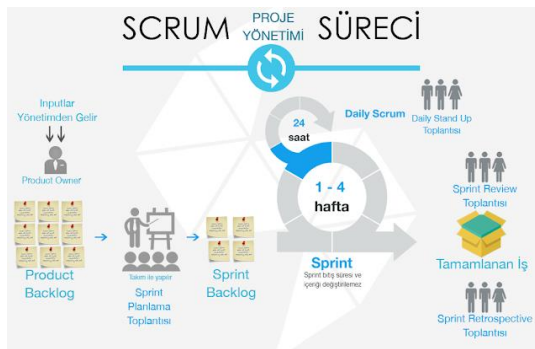 SCRUM PROJE YÖNETİMİ SÜRECİ
Inputlar
Yönetimden Gelir
Product Owner
Product
Backlog
Takım ile yapılır
Sprint
Planlama
Toplantısı
Sprint
Backlog
24
saat
1 - 4
hafta
Sprint
Sprint bitiş süresi ve
içeriği değiştirilemez
Daily Scrum
Daily Stand Up
Toplantısı
Sprint Review
Toplantısı
Tamamlanan İş
Sprint Retrospective
Toplantısı